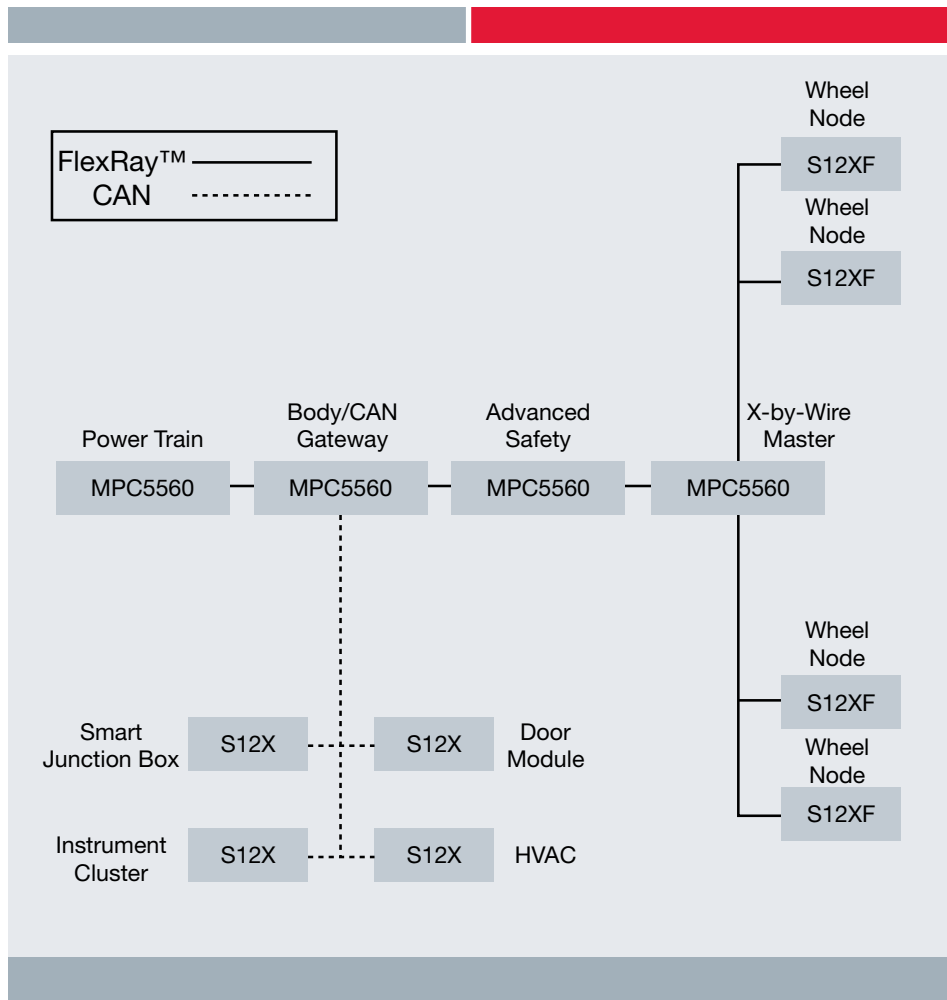 FlexRay™
CAN
Wheel
Node
S12XF
Wheel
Node
S12XF
Power Train
MPC5560
Body/CAN
Gateway
MPC5560
Advanced
Safety
MPC5560
X-by-Wire
Master
MPC5560
Wheel
Node
S12XF
Wheel
Node
S12XF
Smart
Junction Box
S12X
S12X
Door
Module
Instrument
Cluster
S12X
S12X
HVAC